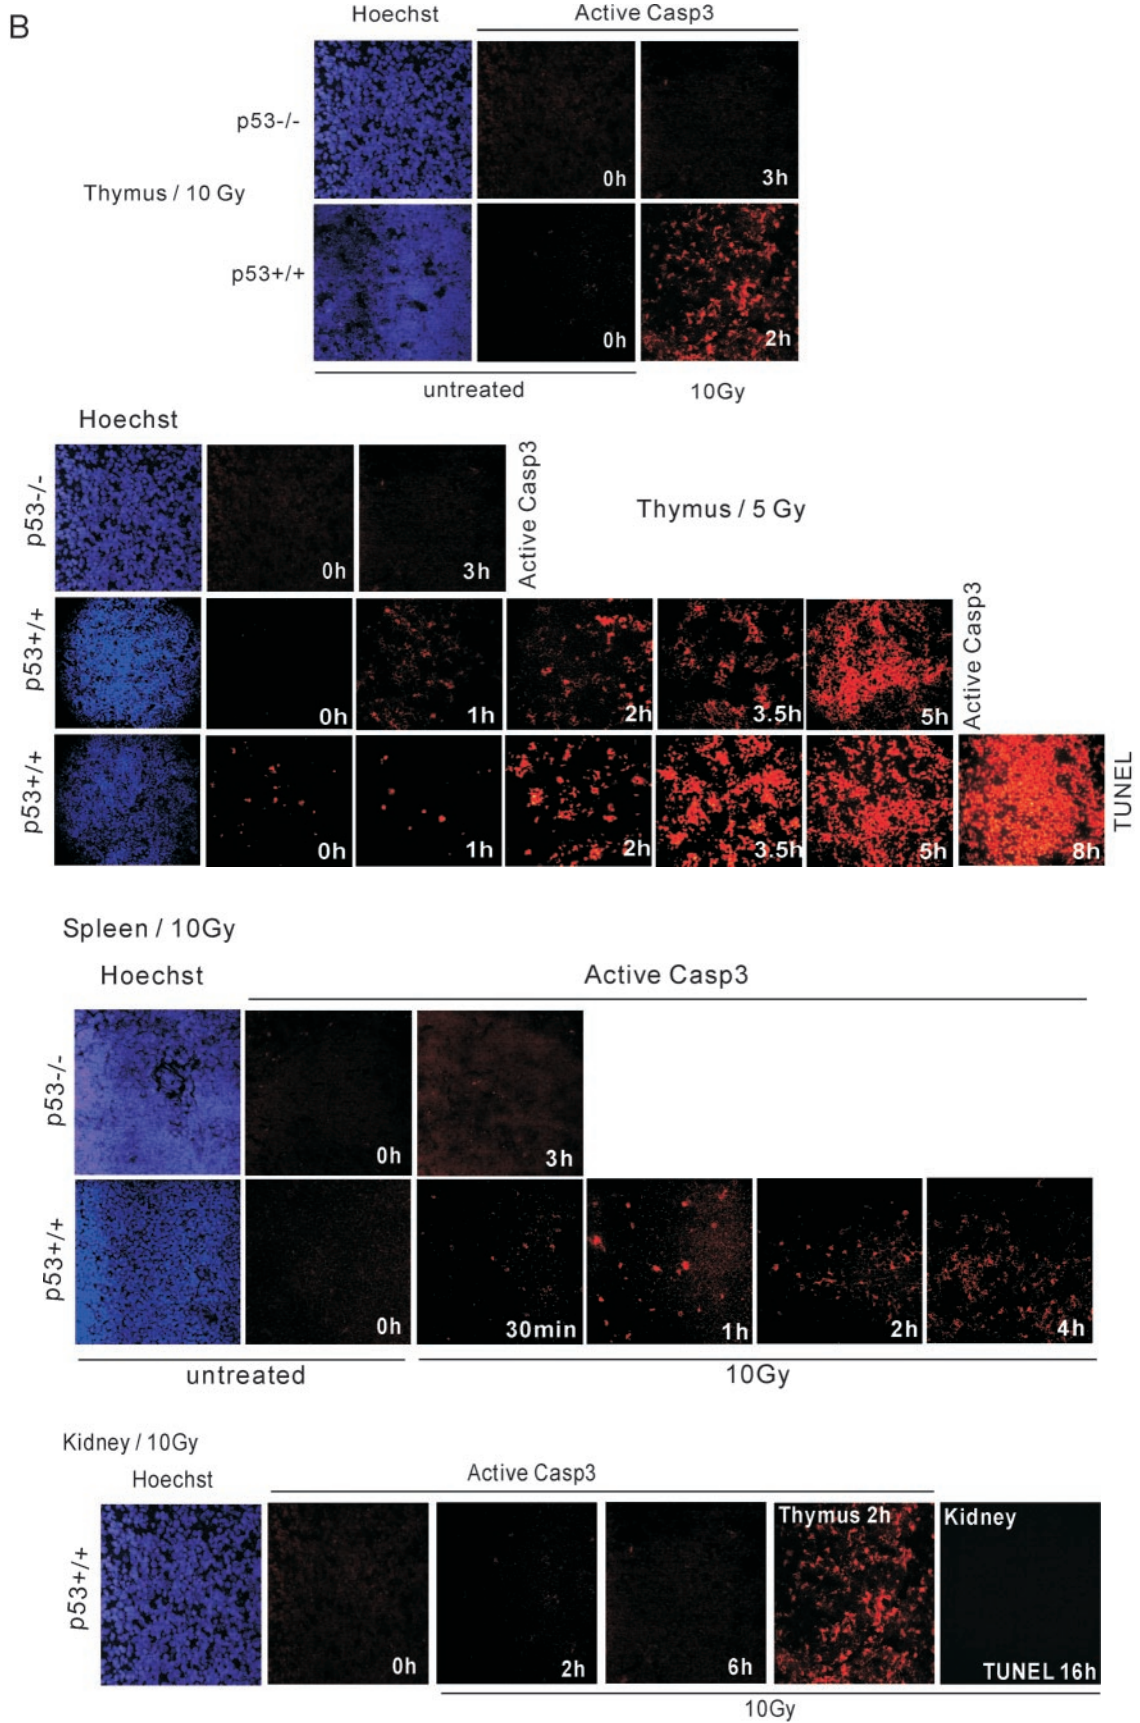 B
Hoechst
Active Casp3
p53-/-
0h
3h
Thymus / 10 Gy
p53+/+
0h
2h
untreated
10Gy
Hoechst
p53-/-
0h
3h
Active Casp3
Thymus / 5 Gy
p53+/+
0h
1h
2h
3.5h
5h
Active Casp3
p53+/+
0h
1h
2h
3.5h
5h
8h
TUNEL
Spleen / 10Gy
Hoechst
Active Casp3
p53-/-
0h
3h
p53+/+
0h
30min
1h
2h
4h
untreated
10Gy
Kidney / 10Gy
Hoechst
Active Casp3
p53+/+
0h
2h
6h
Thymus 2h
Kidney
TUNEL 16h
10Gy